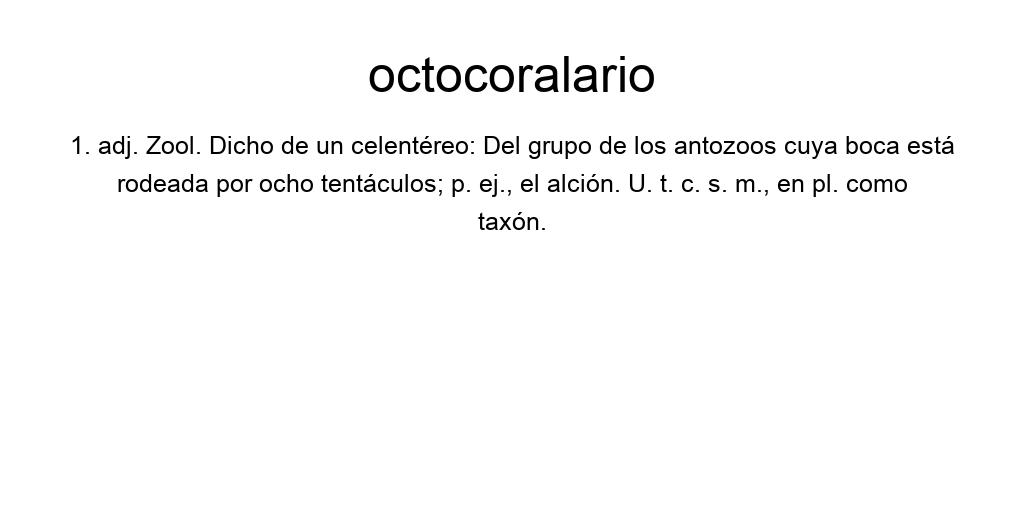 octocoralario
1. adj. Zool. Dicho de un celentéreo: Del grupo de los antozoos cuya boca está
rodeada por ocho tentáculos; p. ej., el alción. U. t. c. s. m., en pl. como
taxón.